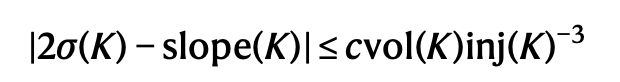 |2σ(K) − slope(K)| ≤ cvol(K)inj(K)⁻³